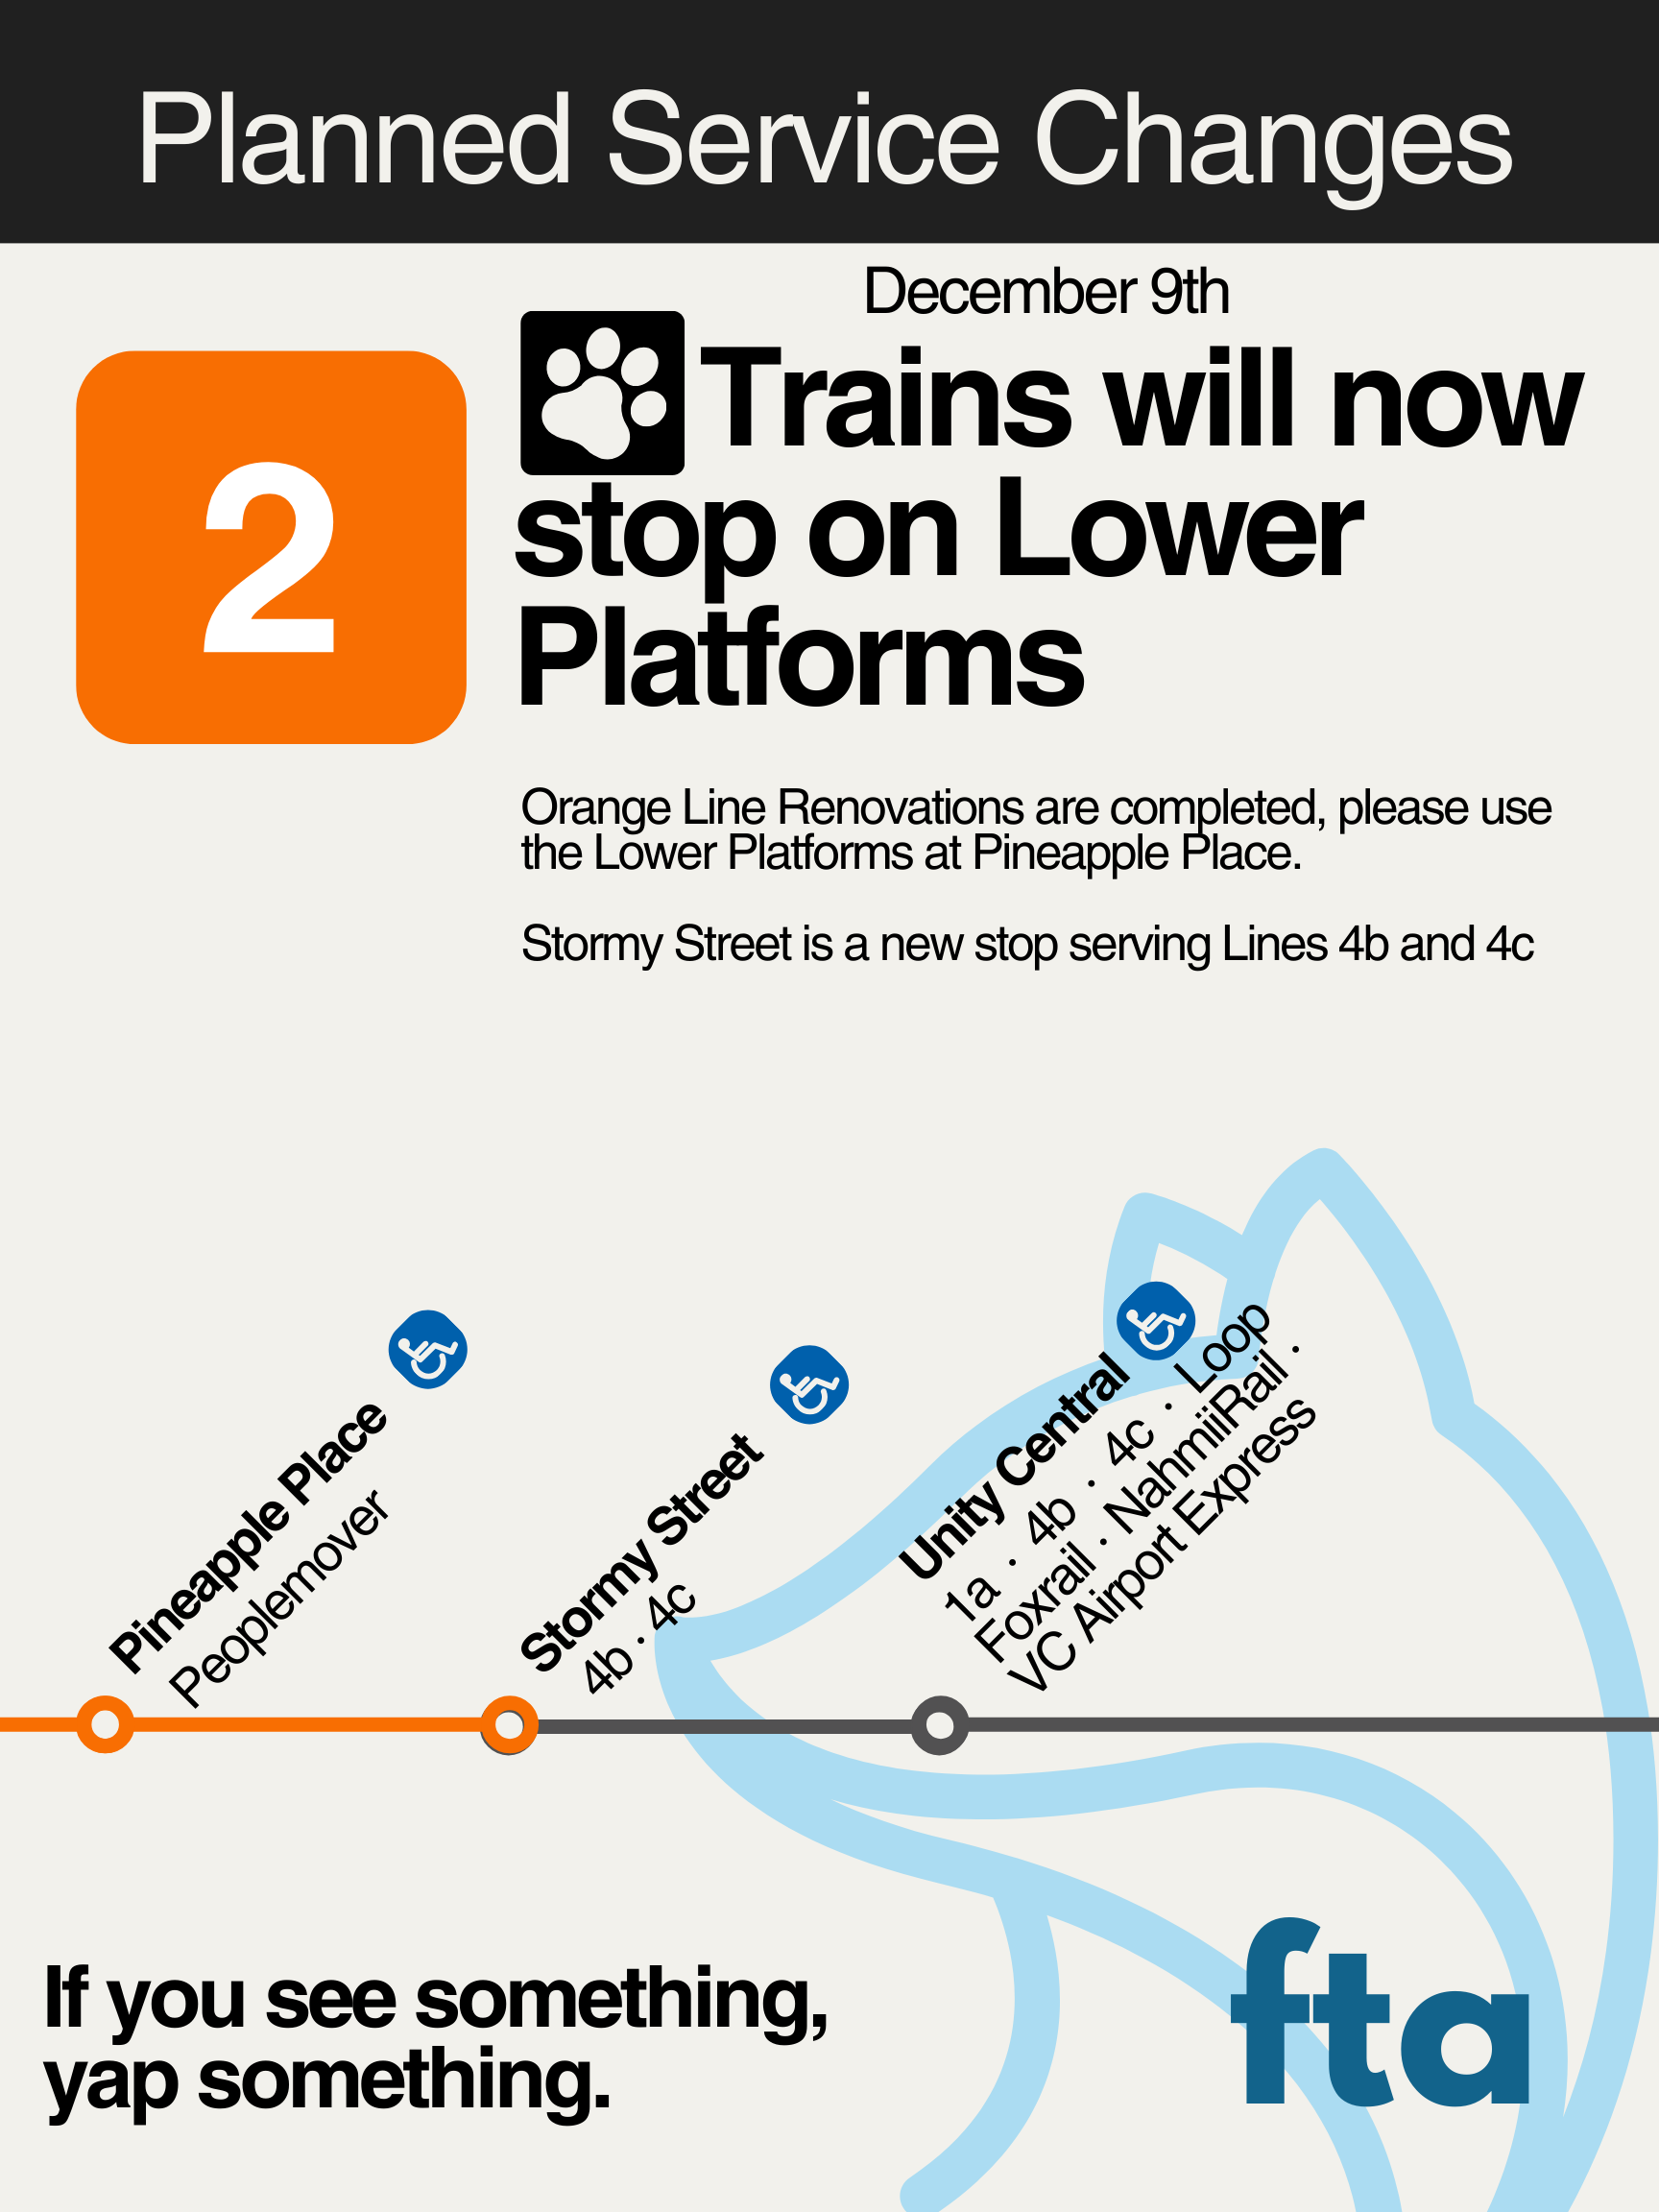 Planned Service Changes
December 9th
2
Trains will now
stop on Lower
Platforms
Orange Line Renovations are completed, please use
the Lower Platforms at Pineapple Place.
Stormy Street is a new stop serving Lines 4b and 4c
Pineapple Place
Peoplemover
Stormy Street
4b · 4c
Unity Central
1a · 4b · 4c · Loop
Foxrail · NahmiiRail ·
VC Airport Express
If you see something,
yap something.
fta